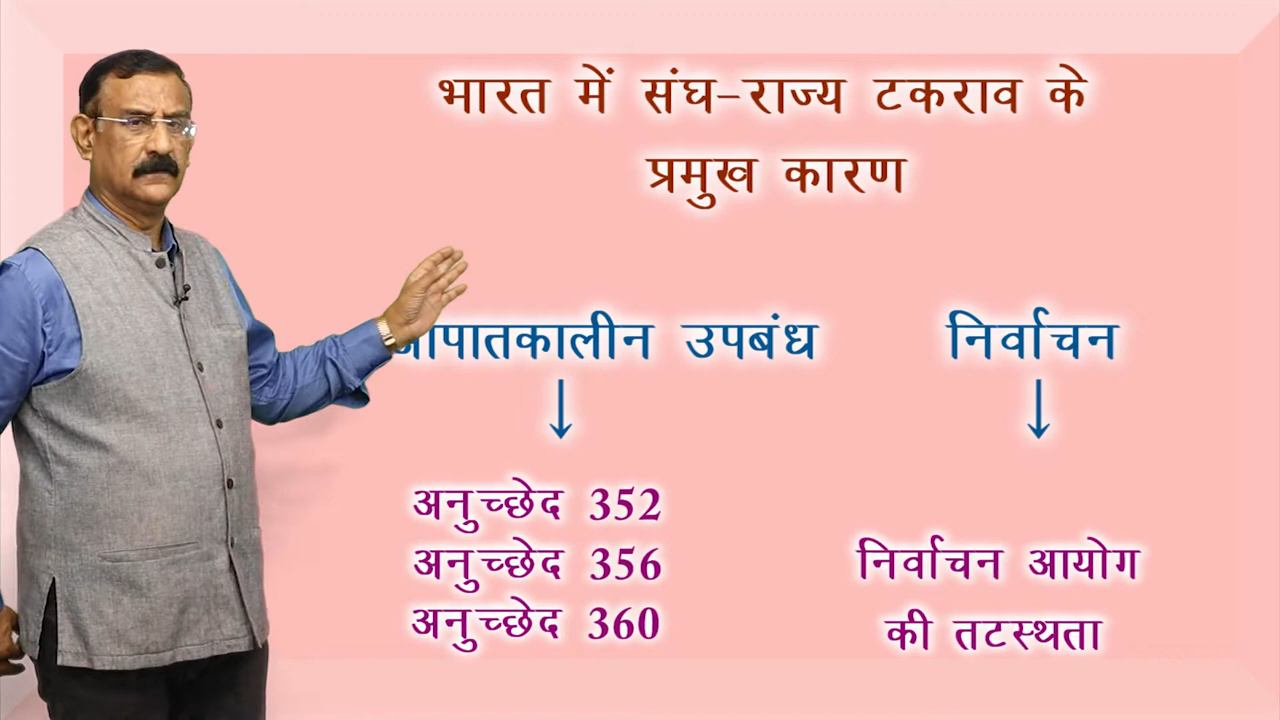 भारत में संघ-राज्य टकराव के
प्रमुख कारण
आपातकालीन उपबंध
निर्वाचन
अनुच्छेद 352
अनुच्छेद 356
अनुच्छेद 360
निर्वाचन आयोग
की तटस्थता